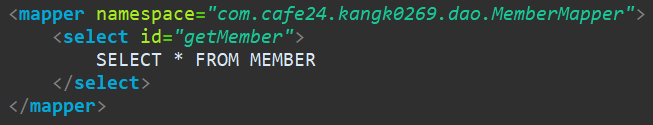 <mapper namespace="com.cafe24.kangk0269.dao.MemberMapper">
<select id="getMember">
SELECT * FROM MEMBER
</select>
</mapper>